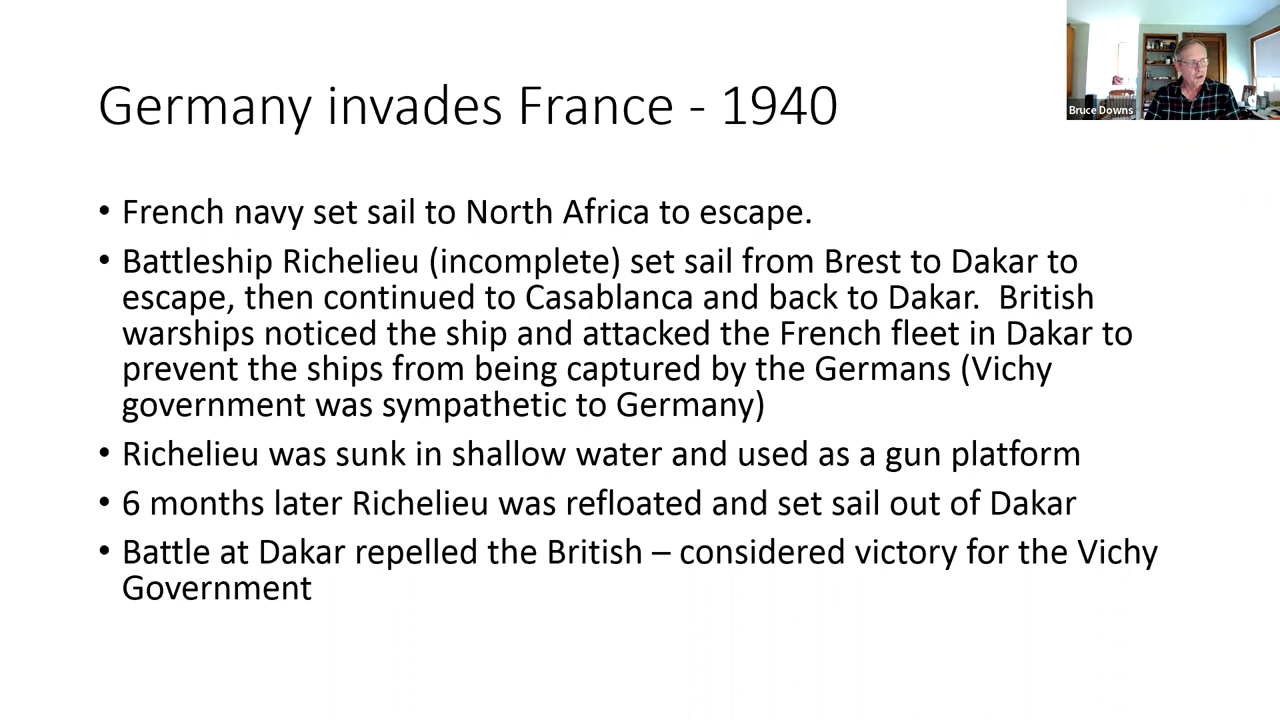 Germany invades France - 1940
Bruce Downs
• French navy set sail to North Africa to escape.
• Battleship Richelieu (incomplete) set sail from Brest to Dakar to
escape, then continued to Casablanca and back to Dakar.  British
warships noticed the ship and attacked the French fleet in Dakar to
prevent the ships from being captured by the Germans (Vichy
government was sympathetic to Germany)
• Richelieu was sunk in shallow water and used as a gun platform
• 6 months later Richelieu was refloated and set sail out of Dakar
• Battle at Dakar repelled the British – considered victory for the Vichy
Government